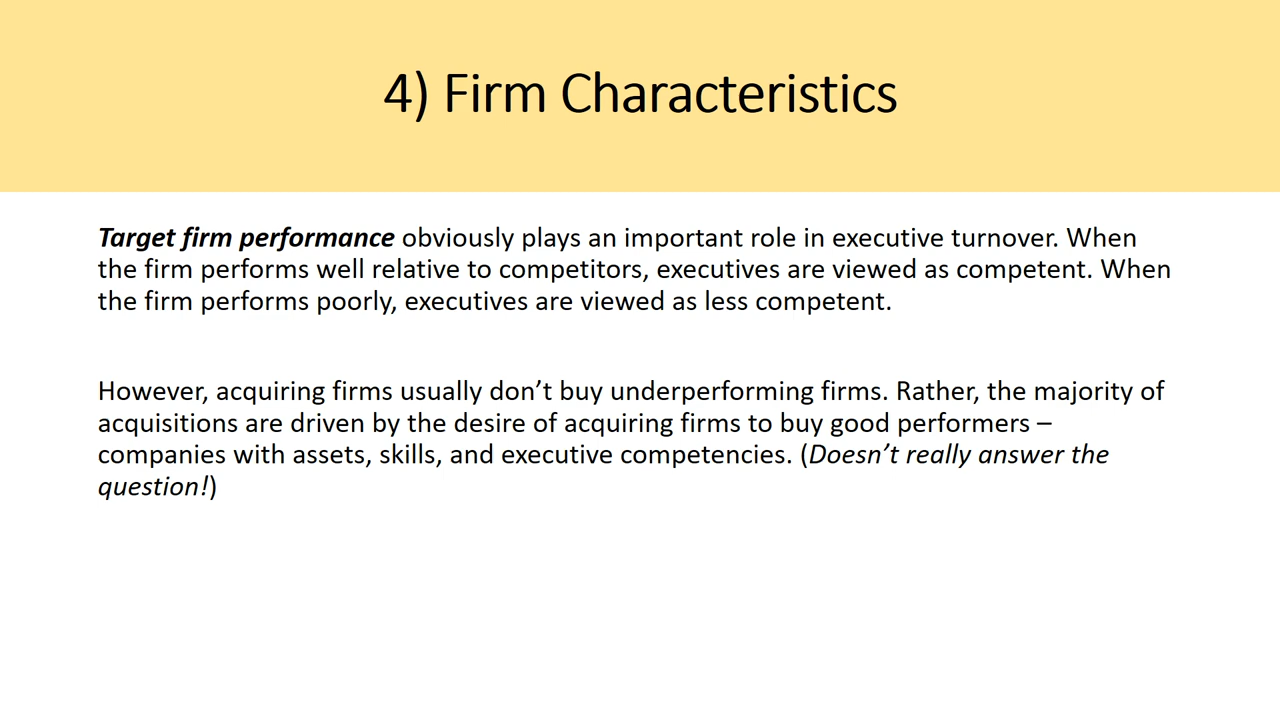 4) Firm Characteristics
Target firm performance obviously plays an important role in executive turnover. When
the firm performs well relative to competitors, executives are viewed as competent. When
the firm performs poorly, executives are viewed as less competent.
However, acquiring firms usually don’t buy underperforming firms. Rather, the majority of
acquisitions are driven by the desire of acquiring firms to buy good performers –
companies with assets, skills, and executive competencies. (Doesn’t really answer the
question!)